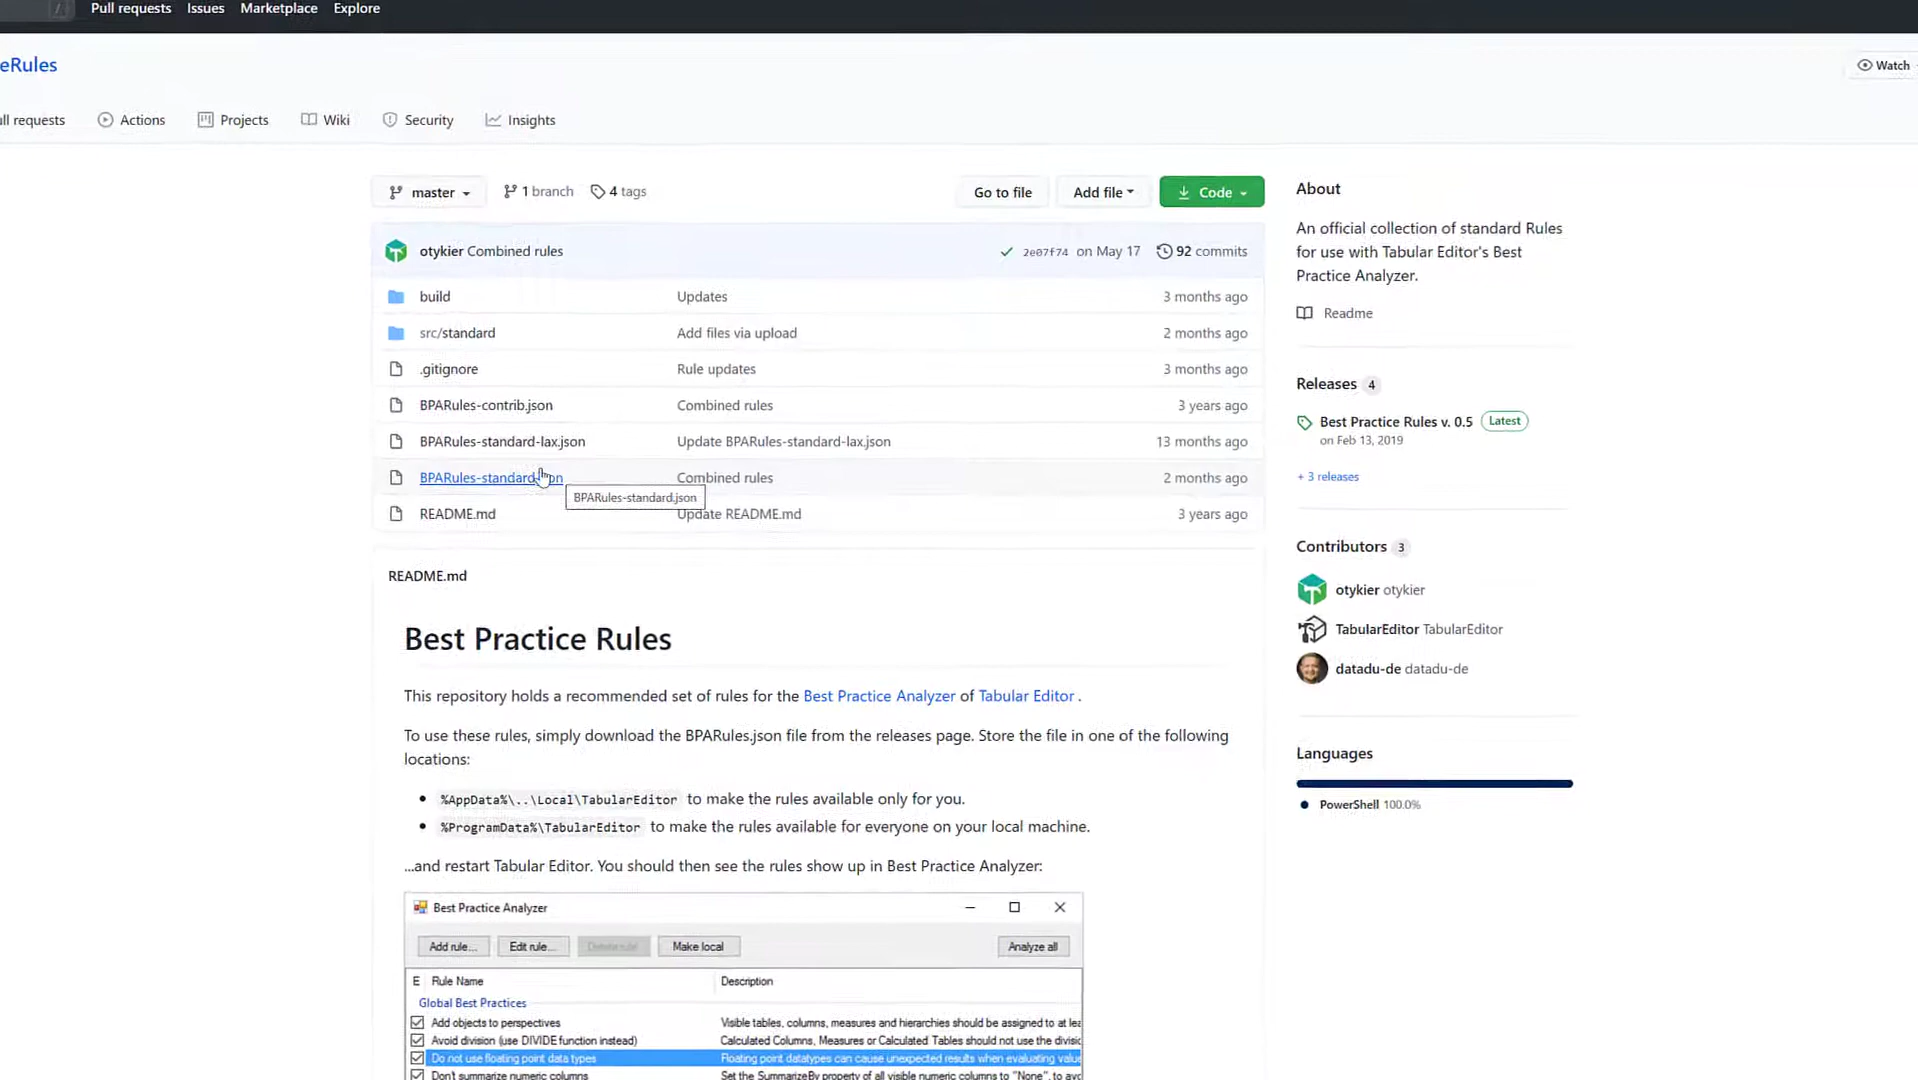 / Pull requests Issues Marketplace Explore
eRules
Watch
ll requests Actions Projects Wiki Security Insights
master 1 branch 4 tags Go to file Add file Code
otykier Combined rules 2e07f74 on May 17 92 commits
build Updates 3 months ago
src/standard Add files via upload 2 months ago
.gitignore Rule updates 3 months ago
BPARules-contrib.json Combined rules 3 years ago
BPARules-standard-lax.json Update BPARules-standard-lax.json 13 months ago
BPARules-standard.json Combined rules 2 months ago
BPARules-standard.json
README.md Update README.md 3 years ago
README.md
Best Practice Rules
This repository holds a recommended set of rules for the Best Practice Analyzer of Tabular Editor .
To use these rules, simply download the BPARules.json file from the releases page. Store the file in one of the following
locations:
%AppData%\..\Local\TabularEditor to make the rules available only for you.
%ProgramData%\TabularEditor to make the rules available for everyone on your local machine.
...and restart Tabular Editor. You should then see the rules show up in Best Practice Analyzer:
Best Practice Analyzer
Add rule... Edit rule... Delete rule Make local Analyze all
E Rule Name Description
Global Best Practices
Add objects to perspectives Visible tables, columns, measures and hierarchies should be assigned to at lea
Avoid division (use DIVIDE function instead) Calculated Columns, Measures or Calculated Tables should not use the divisio
Do not use floating point data types Floating point datatypes can cause unexpected results when evaluating value
Don't summarize numeric columns Set the SummarizeBy property of all visible numeric columns to "None", to avo
About
An official collection of standard Rules
for use with Tabular Editor's Best
Practice Analyzer.
Readme
Releases 4
Best Practice Rules v. 0.5 Latest
on Feb 13, 2019
+ 3 releases
Contributors 3
otykier otykier
TabularEditor TabularEditor
datadu-de datadu-de
Languages
PowerShell 100.0%